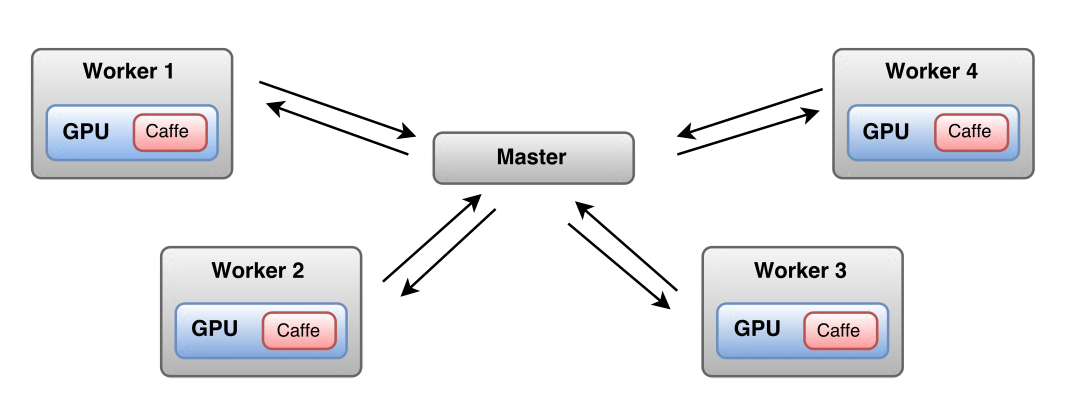 Worker 1
GPU
Caffe
Worker 4
GPU
Caffe
Master
Worker 2
GPU
Caffe
Worker 3
GPU
Caffe